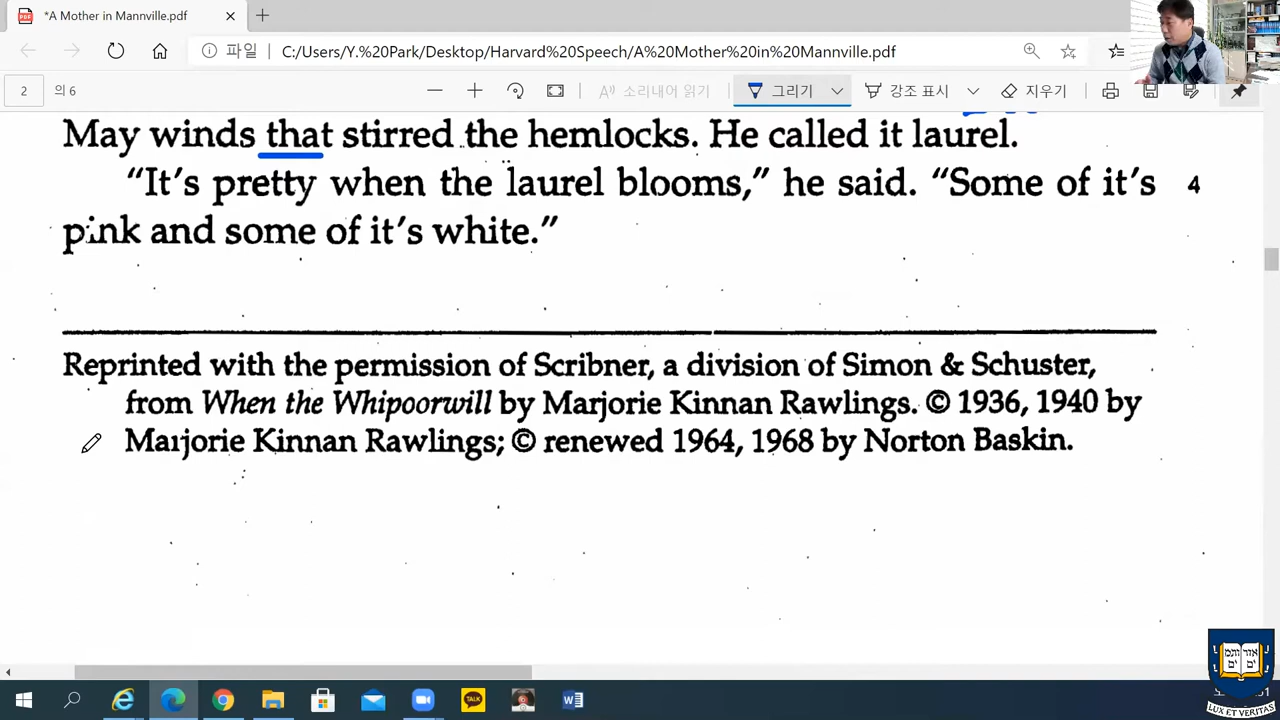 *A Mother in Mannville.pdf
파일 C:/Users/Y.%20Park/Desktop/Harvard%20Speech/A%20Mother%20in%20Mannville.pdf
2 의 6 소리내어 읽기 그리기 강조 표시 지우기
May winds that stirred the hemlocks. He called it laurel.
“It’s pretty when the laurel blooms,” he said. “Some of it’s 4
pink and some of it’s white.”
Reprinted with the permission of Scribner, a division of Simon & Schuster,
from When the Whipoorwill by Marjorie Kinnan Rawlings. © 1936, 1940 by
Marjorie Kinnan Rawlings; © renewed 1964, 1968 by Norton Baskin.
TALK
LUX ET VERITAS